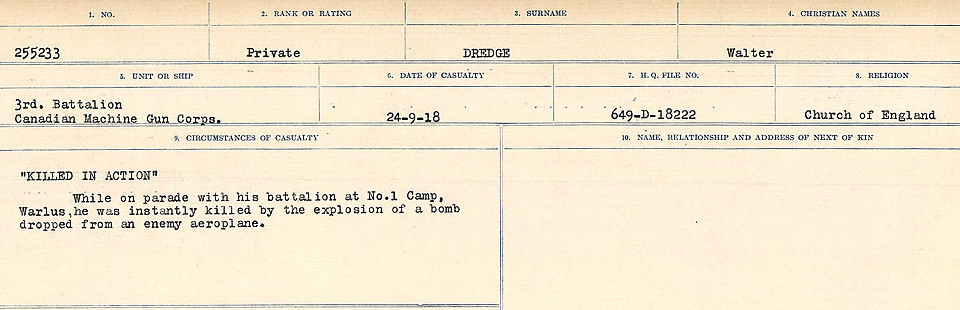 1. NO. 2. RANK OR RATING 3. SURNAME 4. CHRISTIAN NAMES
255233 Private DREDGE Walter
5. UNIT OR SHIP 6. DATE OF CASUALTY 7. H. Q. FILE NO. 8. RELIGION
3rd. Battalion
Canadian Machine Gun Corps. 24-9-18 649-D-18222 Church of England
9. CIRCUMSTANCES OF CASUALTY 10. NAME, RELATIONSHIP AND ADDRESS OF NEXT OF KIN
"KILLED IN ACTION"
While on parade with his battalion at No.1 Camp,
Warlus,he was instantly killed by the explosion of a bomb
dropped from an enemy aeroplane.